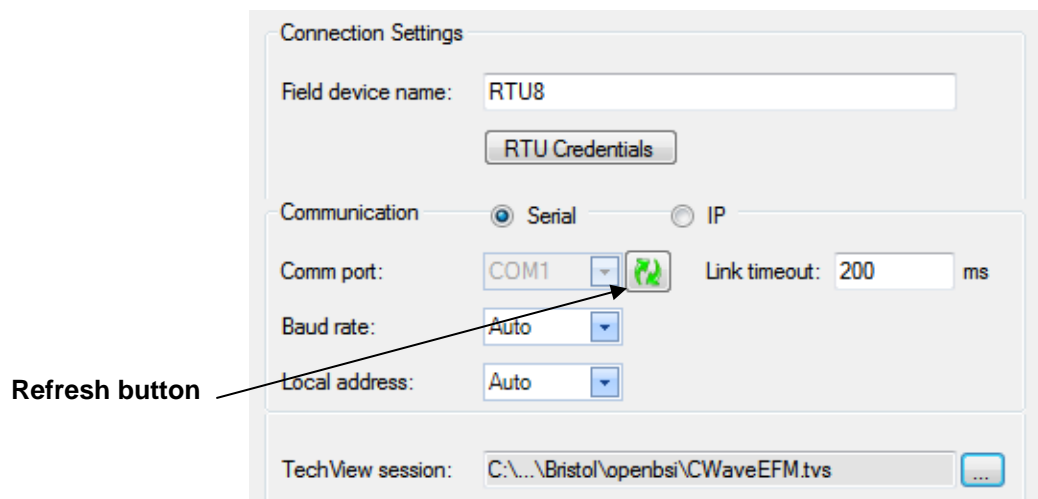 Connection Settings
Field device name: RTU8
RTU Credentials
Communication Serial IP
Comm port: COM1 Link timeout: 200 ms
Baud rate: Auto
Refresh button
Local address: Auto
TechView session: C:\...\Bristol\openbsi\CWaveEFM.tvs ...